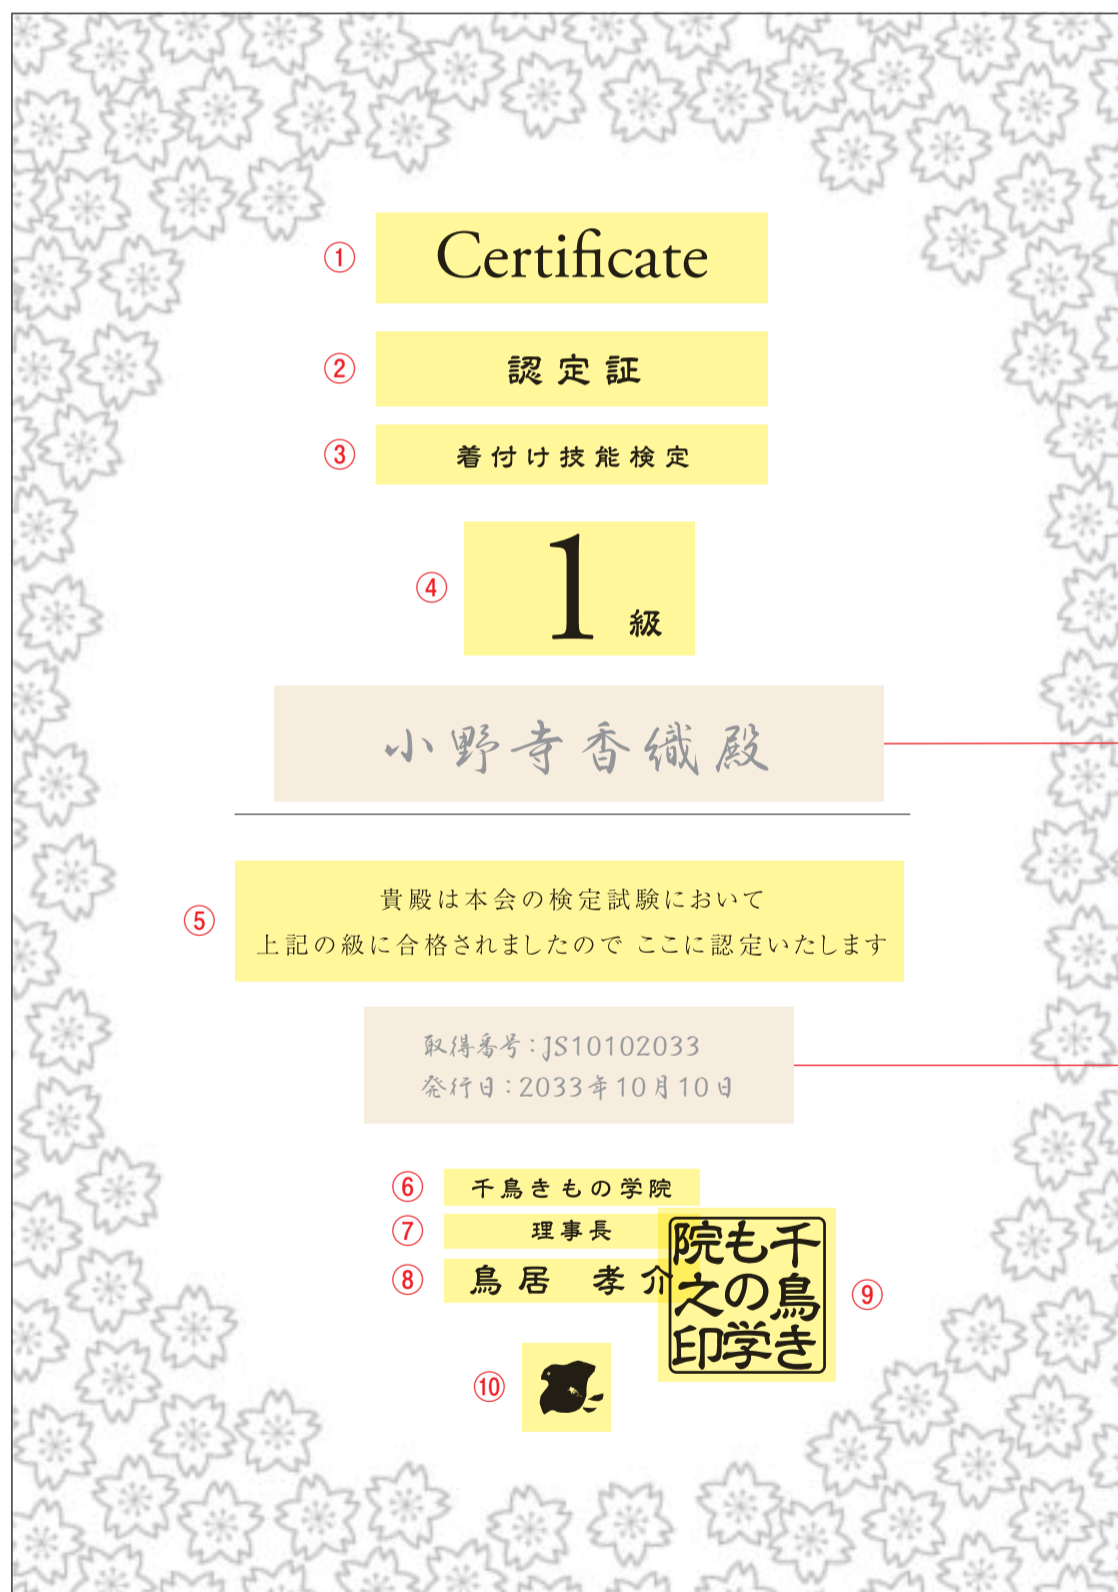 ① Certificate
② 認定証
③ 着付け技能検定
④ 1級
小野寺香織殿
⑤ 貴殿は本会の検定試験において
上記の級に合格されましたので ここに認定いたします
取得番号:JS10102033
発行日:2033年10月10日
⑥ 千鳥きもの学院
⑦ 理事長
⑧ 鳥居 孝介
⑨ 千鳥き
もの学
院之印
⑩